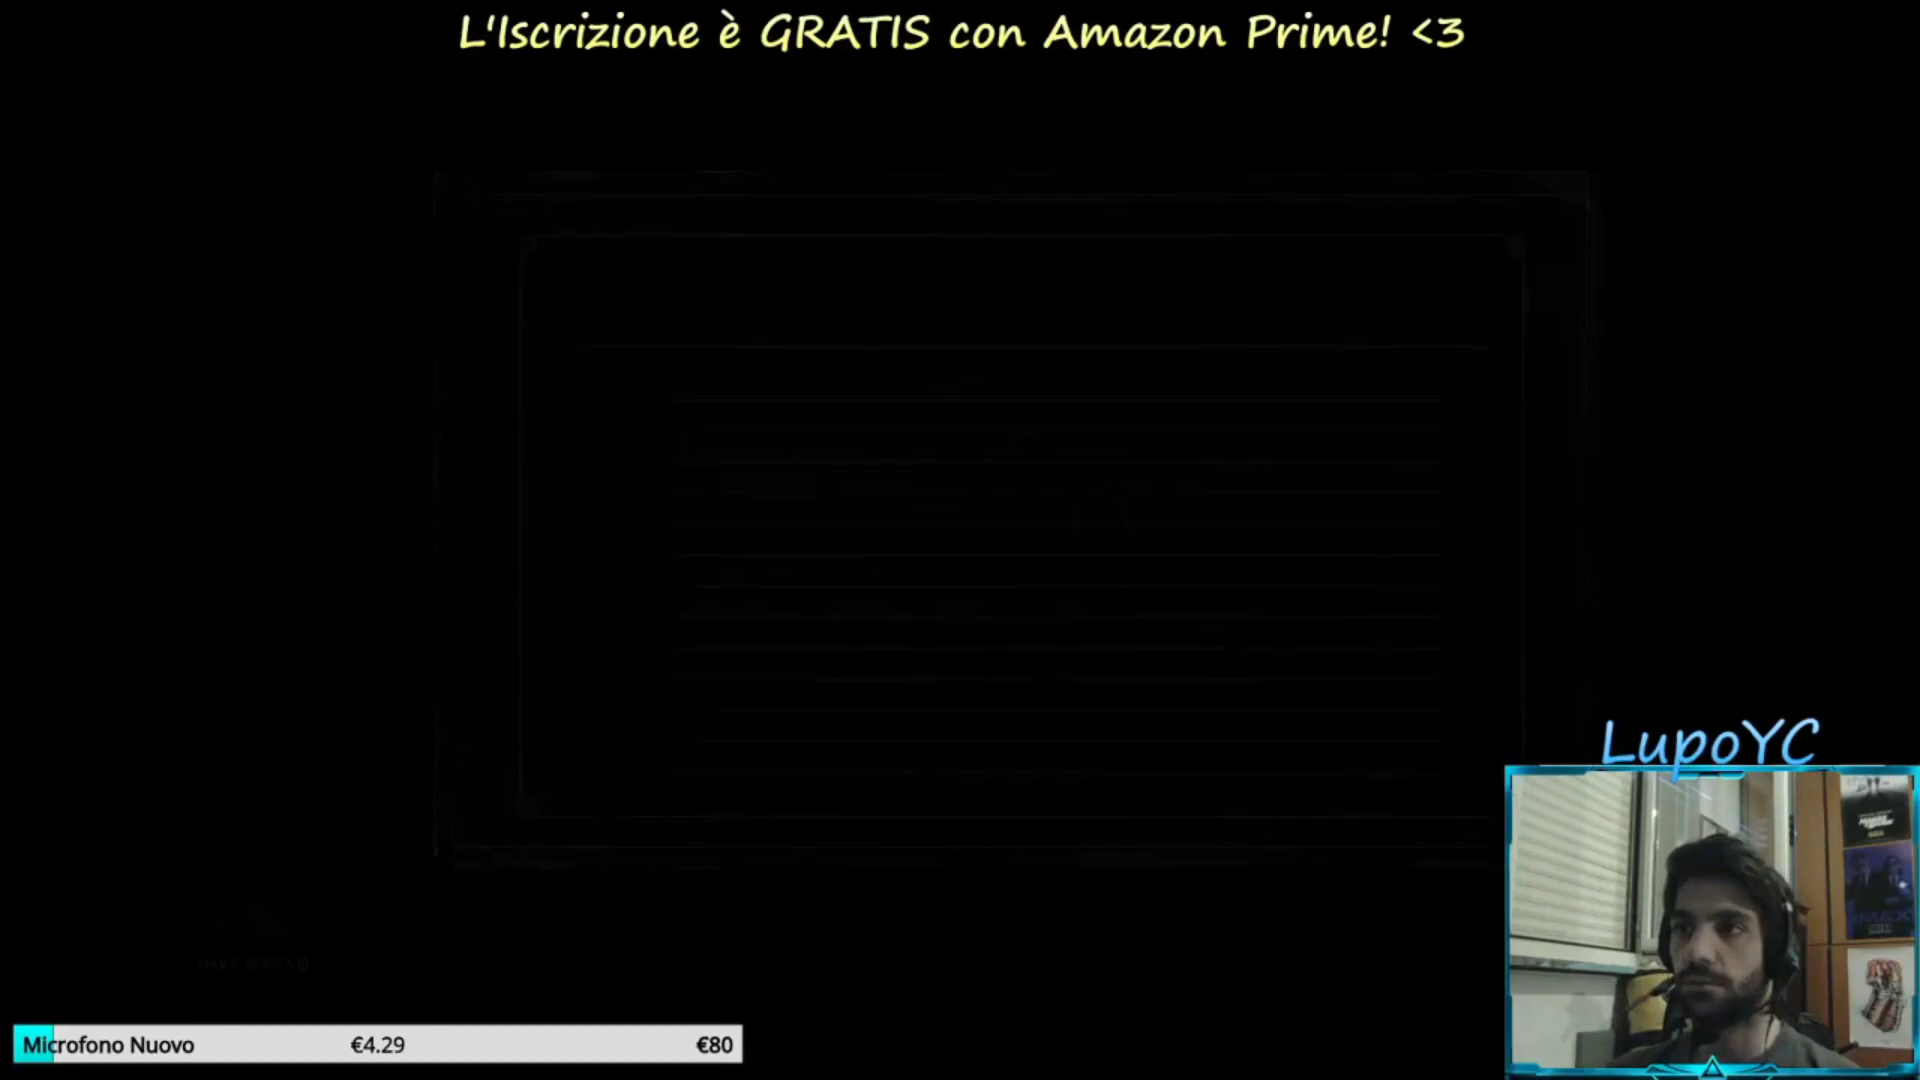 L'Iscrizione è GRATIS con Amazon Prime! <3
LupoYC
Microfono Nuovo €4.29 €80